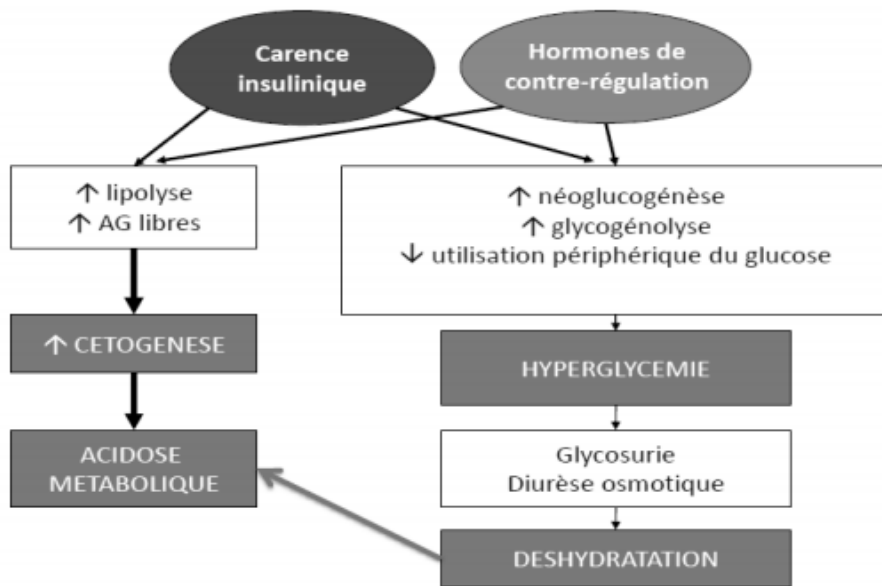 Carence
insulinique
Hormones de
contre-régulation
↑ lipolyse
↑ AG libres
↑ néoglucogénèse
↑ glycogénolyse
↓ utilisation périphérique du glucose
↑ CETOGENESE
HYPERGLYCEMIE
ACIDOSE
METABOLIQUE
Glycosurie
Diurèse osmotique
DESHYDRATATION